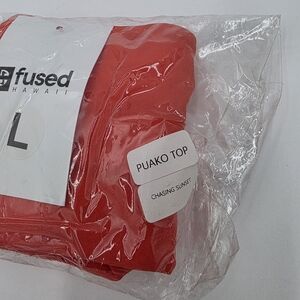 fused
HAWAII
L
PUAKO TOP
CHASING SUNSET